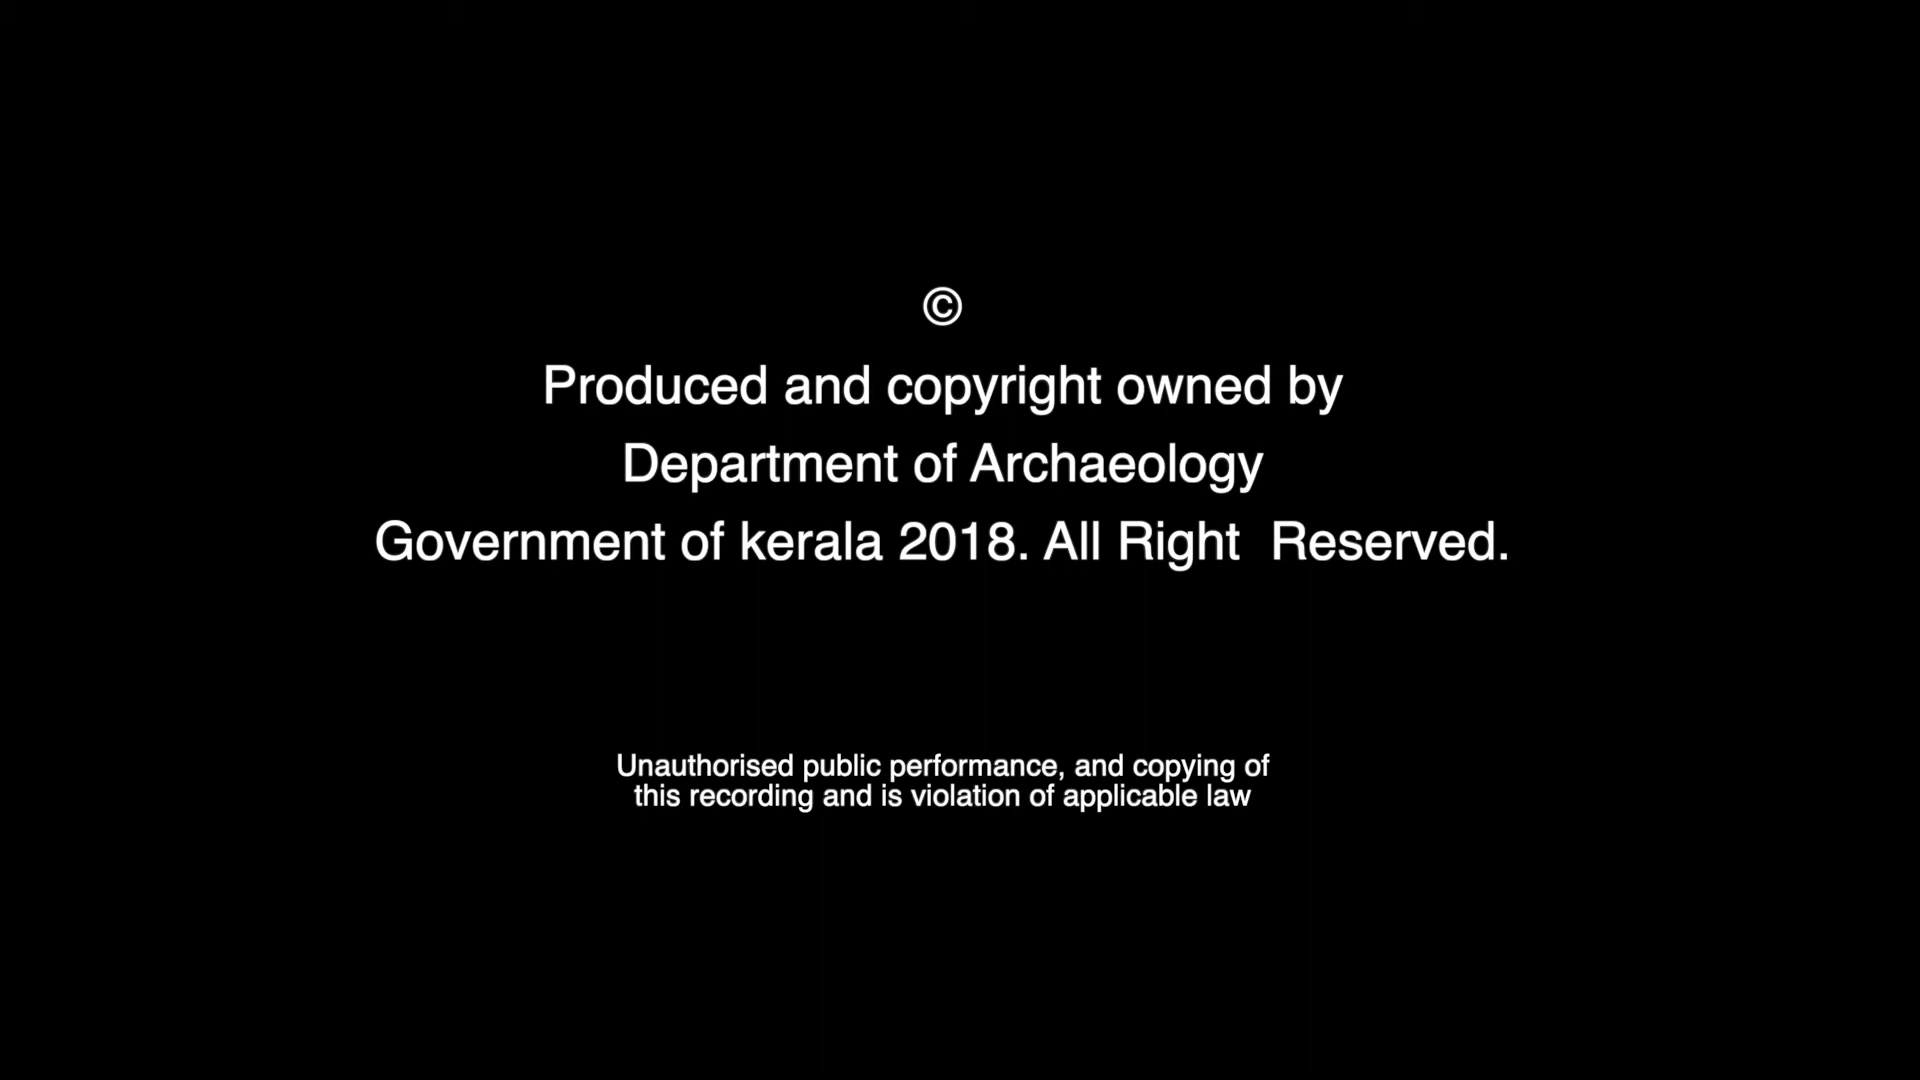 ©
Produced and copyright owned by
Department of Archaeology
Government of kerala 2018. All Right  Reserved.
Unauthorised public performance, and copying of
this recording and is violation of applicable law